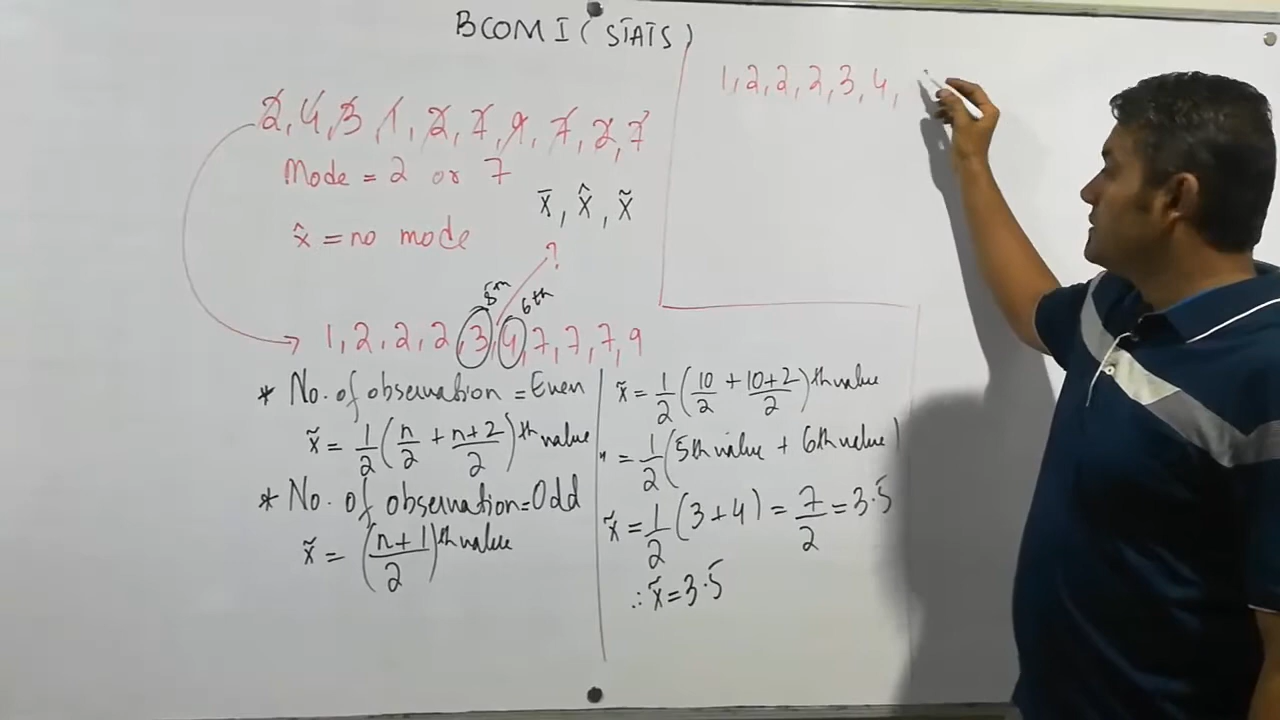 BCOM I (STATS)
2, 4, 3, 1, 2, 7, 9, 7, 2, 7
Mode = 2 or 7
x̄, x̂, x̃
x̂ = no mode
?
5th 6th
1, 2, 2, 2, 3, 4, 7, 7, 7, 9
* No. of observation = Even
x̃ = 1/2 (n/2 + n+2/2)th value
* No. of observation = Odd
x̃ = (n+1/2)th value
x̃ = 1/2 (10/2 + 10+2/2)th value
" = 1/2 (5th value + 6th value)
x̃ = 1/2 (3+4) = 7/2 = 3.5
∴ x̃ = 3.5
1, 2, 2, 2, 3, 4,